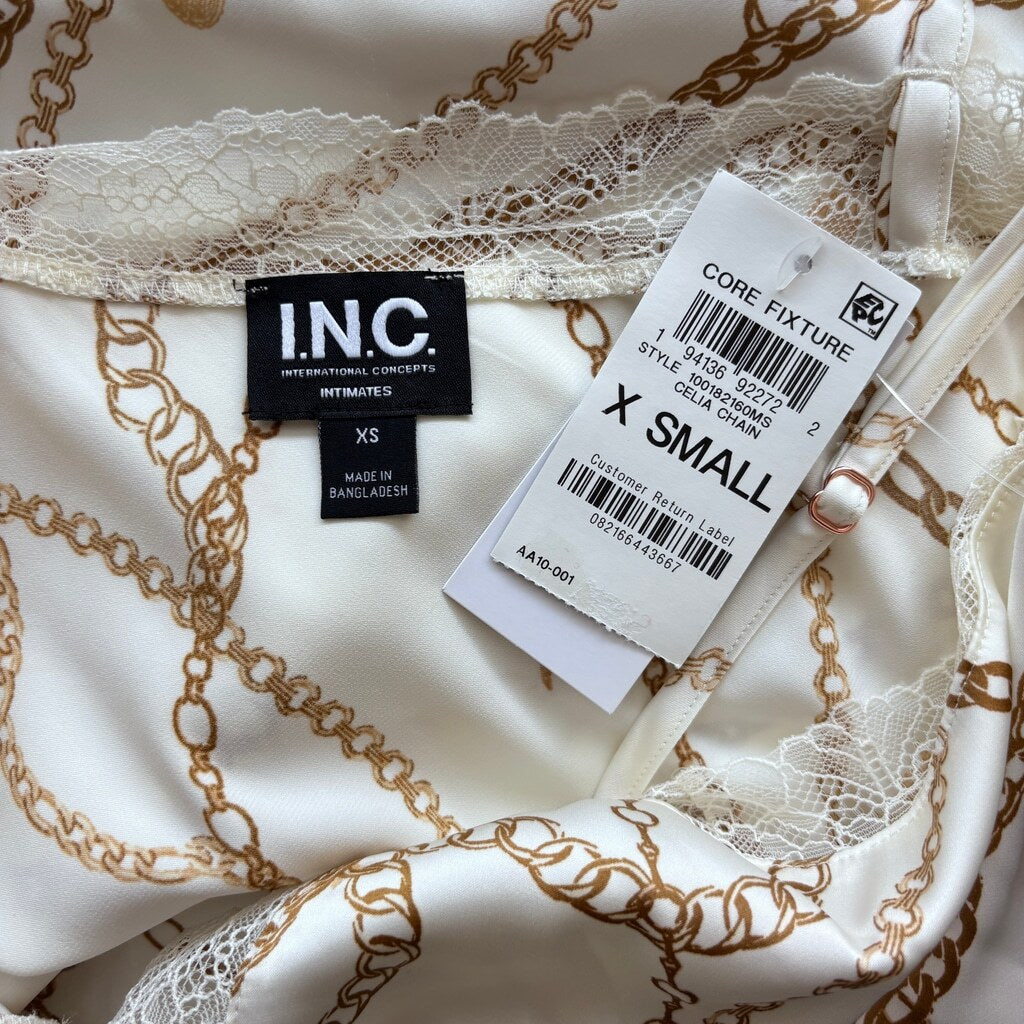 I.N.C.
INTERNATIONAL CONCEPTS
INTIMATES
XS
MADE IN
BANGLADESH
CORE FIXTURE
1 94136 92272 2
STYLE 100182160MS
CELIA CHAIN
X SMALL
Customer Return Label
082166443667
AA10-001